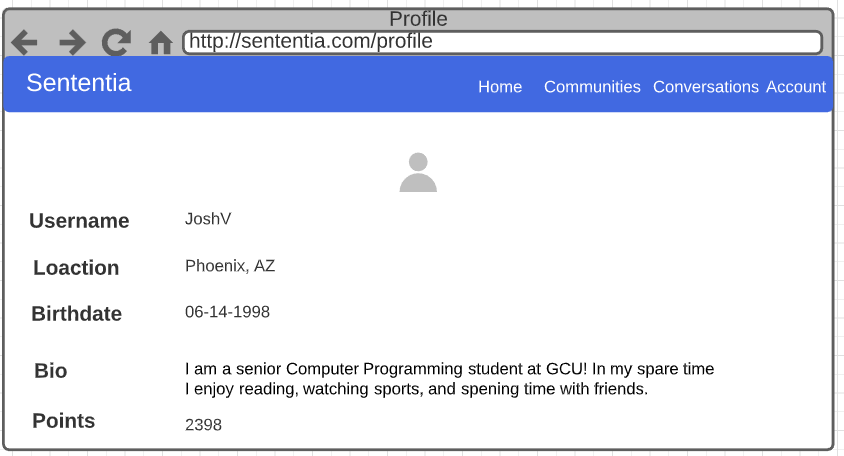 Profile
http://sententia.com/profile
Sententia Home Communities Conversations Account
Username JoshV
Loaction Phoenix, AZ
Birthdate 06-14-1998
Bio I am a senior Computer Programming student at GCU! In my spare time
I enjoy reading, watching sports, and spening time with friends.
Points 2398